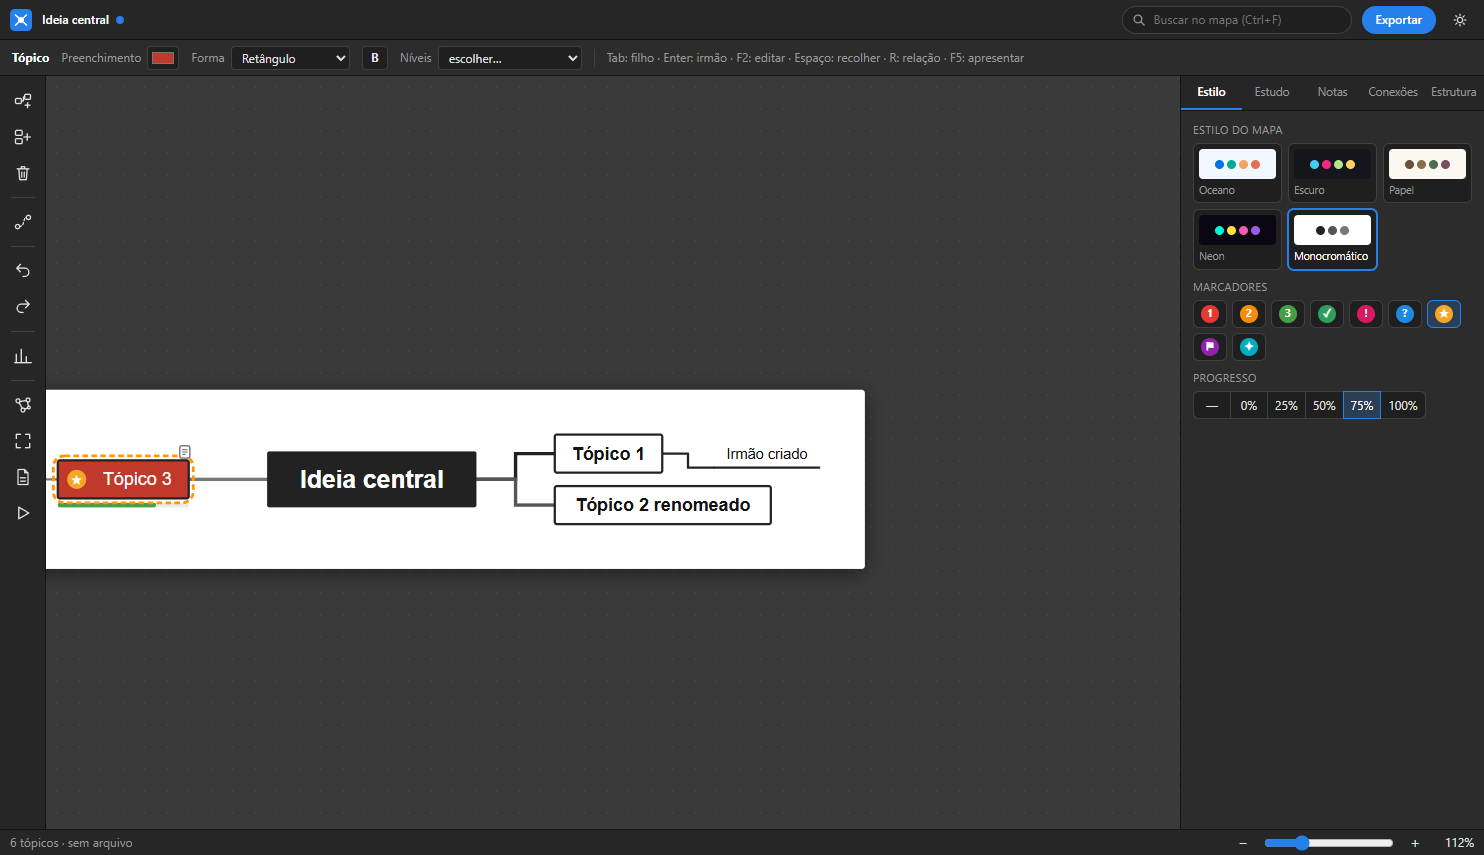 Ideia central
Buscar no mapa (Ctrl+F)
Exportar
Tópico
Preenchimento
Forma
Retângulo
B
Níveis
escolher...
Tab: filho · Enter: irmão · F2: editar · Espaço: recolher · R: relação · F5: apresentar
Estilo
Estudo
Notas
Conexões
Estrutura
ESTILO DO MAPA
Oceano
Escuro
Papel
Neon
Monocromático
MARCADORES
1
2
3
!
?
PROGRESSO
—
0%
25%
50%
75%
100%
Tópico 3
Ideia central
Tópico 1
Irmão criado
Tópico 2 renomeado
6 tópicos · sem arquivo
−
+
112%